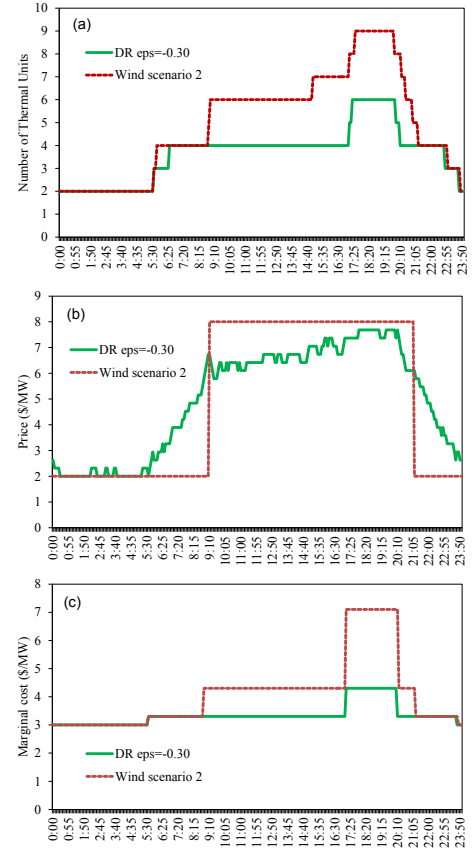 (a)
10
9
8
7
6
5
4
3
2
1
0
Number of Thermal Units
DR eps=-0.30
Wind scenario 2
0:00 0:55 1:50 2:45 3:40 4:35 5:30 6:25 7:20 8:15 9:10 10:05 11:00 11:55 12:50 13:45 14:40 15:35 16:30 17:25 18:20 19:15 20:10 21:05 22:00 22:55 23:50
(b)
9
8
7
6
5
4
3
2
1
0
Price ($/MW)
DR eps=-0.30
Wind scenario 2
0:00 0:55 1:50 2:45 3:40 4:35 5:30 6:25 7:20 8:15 9:10 10:05 11:00 11:55 12:50 13:45 14:40 15:35 16:30 17:25 18:20 19:15 20:10 21:05 22:00 22:55 23:50
(c)
8
7
6
5
4
3
2
1
0
Marginal cost ($/MW)
DR eps=-0.30
Wind scenario 2
0:00 0:55 1:50 2:45 3:40 4:35 5:30 6:25 7:20 8:15 9:10 10:05 11:00 11:55 12:50 13:45 14:40 15:35 16:30 17:25 18:20 19:15 20:10 21:05 22:00 22:55 23:50